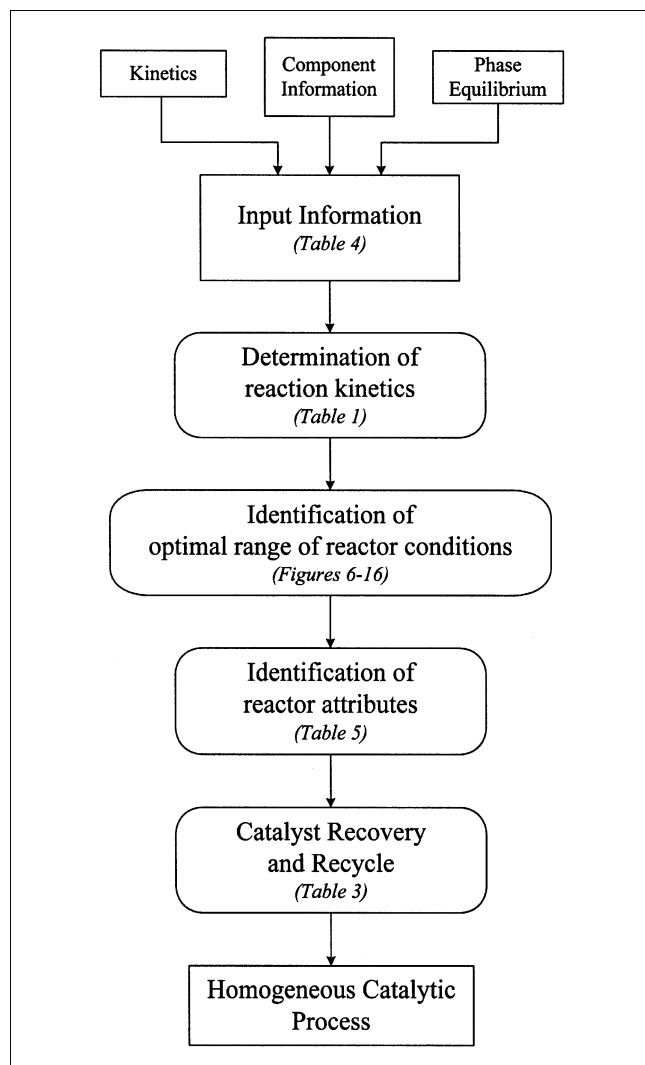 Kinetics
Component
Information
Phase
Equilibrium
Input Information
(Table 4)
Determination of
reaction kinetics
(Table 1)
Identification of
optimal range of reactor conditions
(Figures 6-16)
Identification of
reactor attributes
(Table 5)
Catalyst Recovery
and Recycle
(Table 3)
Homogeneous Catalytic
Process